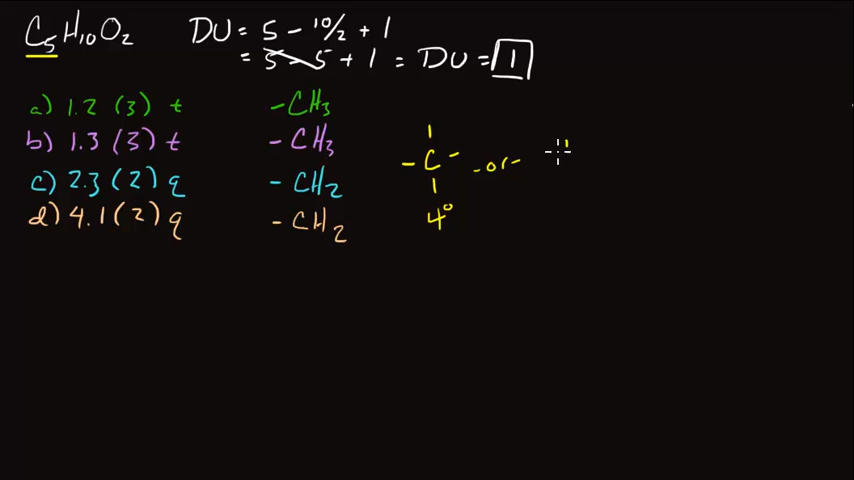 C₅H₁₀O₂ DU = 5 - 10/2 + 1
= 5 - 5 + 1 = DU = 1
a) 1.2 (3) t -CH₃
b) 1.3 (3) t -CH₃
c) 2.3 (2) q -CH₂
d) 4.1 (2) q -CH₂
- C - -or-
4°